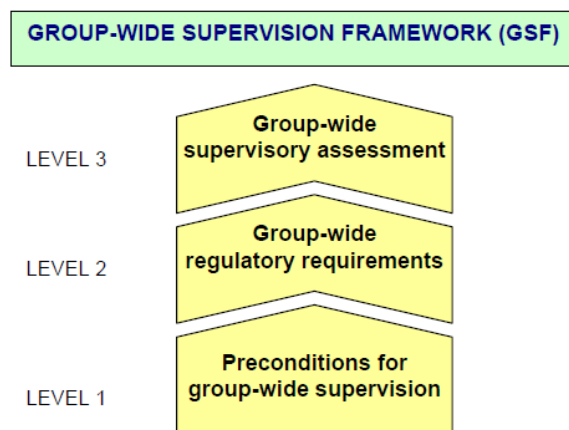 GROUP-WIDE SUPERVISION FRAMEWORK (GSF)
LEVEL 3
Group-wide
supervisory assessment
LEVEL 2
Group-wide
regulatory requirements
LEVEL 1
Preconditions for
group-wide supervision